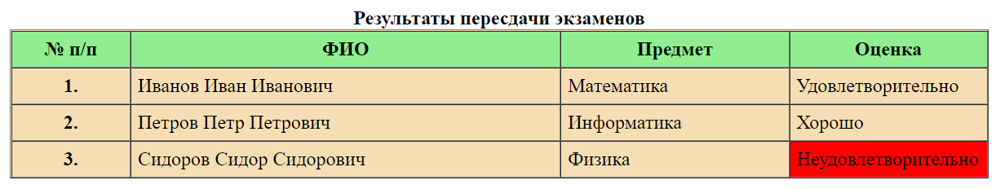 Результаты пересдачи экзаменов
№ п/п ФИО Предмет Оценка
1. Иванов Иван Иванович Математика Удовлетворительно
2. Петров Петр Петрович Информатика Хорошо
3. Сидоров Сидор Сидорович Физика Неудовлетворительно